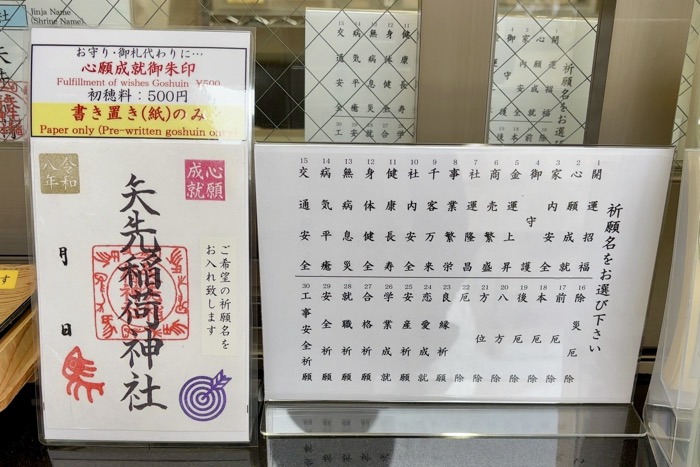 Jinja Name
(Shrine Name)
お守り・御札代わりに…
心願成就御朱印
Fulfillment of wishes Goshuin ¥500
初穂料：500円
書き置き(紙)のみ
Paper only (Pre-written goshuin only)
心願成就
令和八年
ご希望の祈願名を
お入れ致します
矢先稲荷神社
月 日
祈願名をお選び下さい
1 開運招福
2 心願成就
3 家内安全
4 御守護
5 金運上昇
6 商売繁盛
7 社運隆昌
8 事業繁栄
9 千客万来
10 社内安全
11 健康長寿
12 身体健全
13 無病息災
14 病気平癒
15 交通安全
16 災厄除
17 前厄除
18 本厄除
19 後厄除
20 八方除
21 方位除
22 厄除
23 良縁祈願
24 恋愛成就
25 安産祈願
26 学業成就
27 合格祈願
28 就職祈願
29 安全祈願
30 工事安全祈願